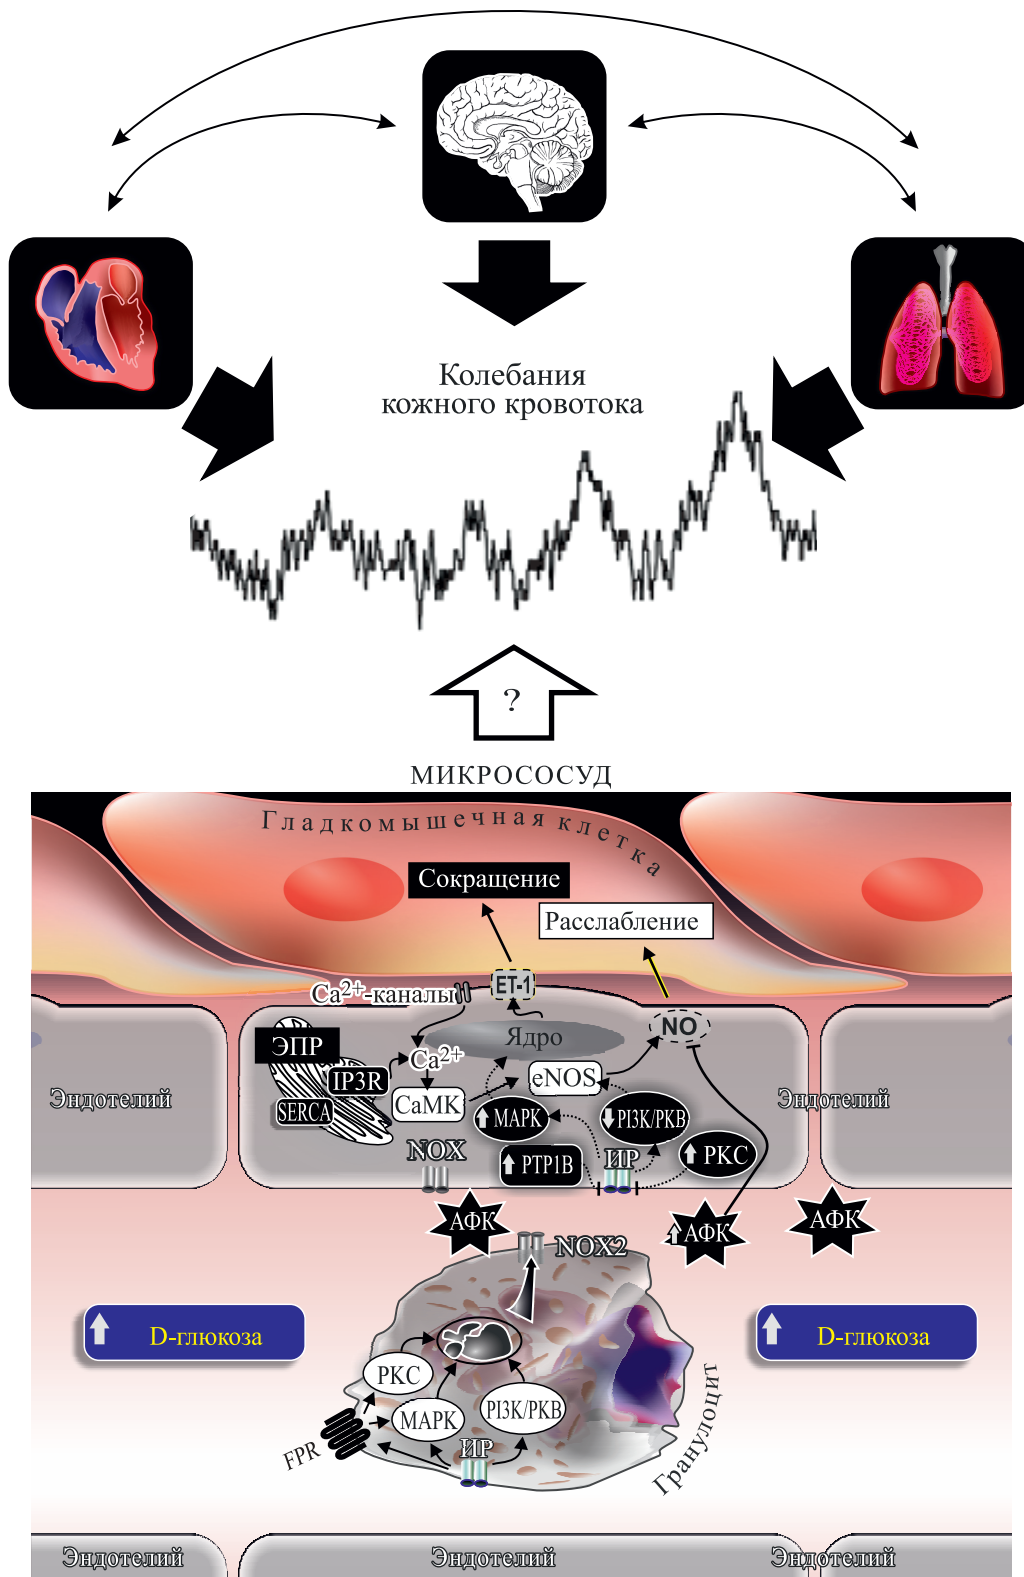 Колебания
кожного кровотока
?
МИКРОСОСУД
Гладкомышечная клетка
Сокращение
Расслабление
Ca²⁺-каналы
ET-1
NO
ЭПР
Ядро
Ca²⁺
IP3R
eNOS
SERCA
CaMK
Эндотелий
Эндотелий
MAPK
PI3K/PKB
NOX
PTP1B
ИР
PKC
АФК
АФК
АФК
NOX2
D-глюкоза
D-глюкоза
PKC
MAPK
PI3K/PKB
FPR
ИР
Гранулоцит
Эндотелий
Эндотелий
Эндотелий